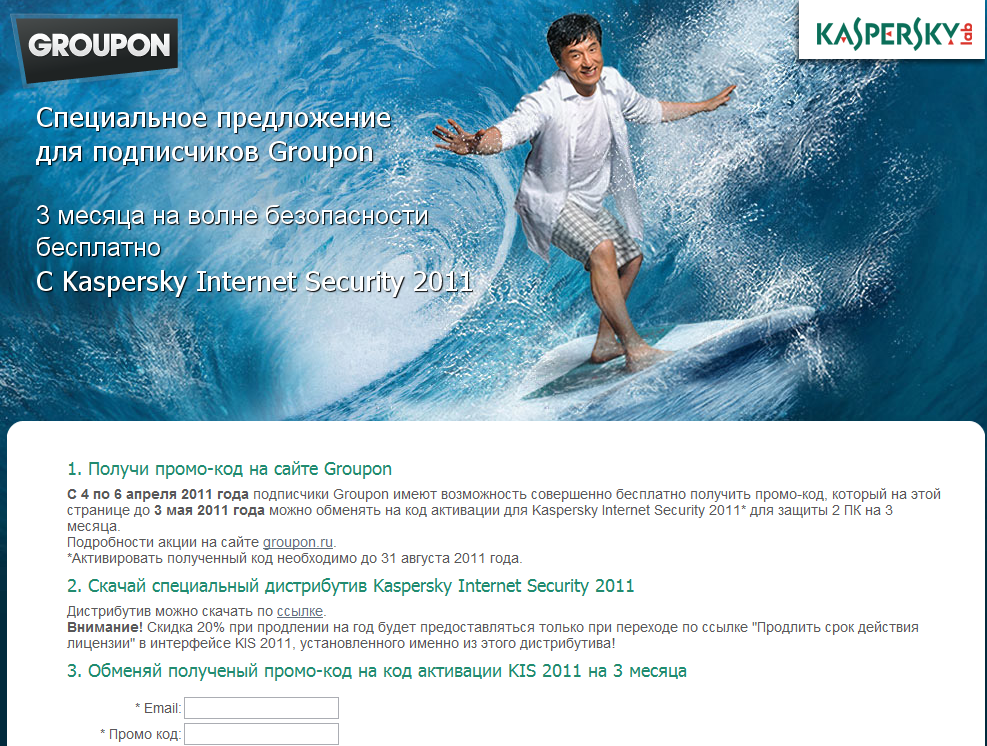 GROUPON
KASPERSKY lab
Специальное предложение
для подписчиков Groupon
3 месяца на волне безопасности
бесплатно
С Kaspersky Internet Security 2011
1. Получи промо-код на сайте Groupon
С 4 по 6 апреля 2011 года подписчики Groupon имеют возможность совершенно бесплатно получить промо-код, который на этой
странице до 3 мая 2011 года можно обменять на код активации для Kaspersky Internet Security 2011* для защиты 2 ПК на 3
месяца.
Подробности акции на сайте groupon.ru.
*Активировать полученный код необходимо до 31 августа 2011 года.
2. Скачай специальный дистрибутив Kaspersky Internet Security 2011
Дистрибутив можно скачать по ссылке.
Внимание! Скидка 20% при продлении на год будет предоставляться только при переходе по ссылке "Продлить срок действия
лицензии" в интерфейсе KIS 2011, установленного именно из этого дистрибутива!
3. Обменяй полученый промо-код на код активации KIS 2011 на 3 месяца
* Email:
* Промо код: